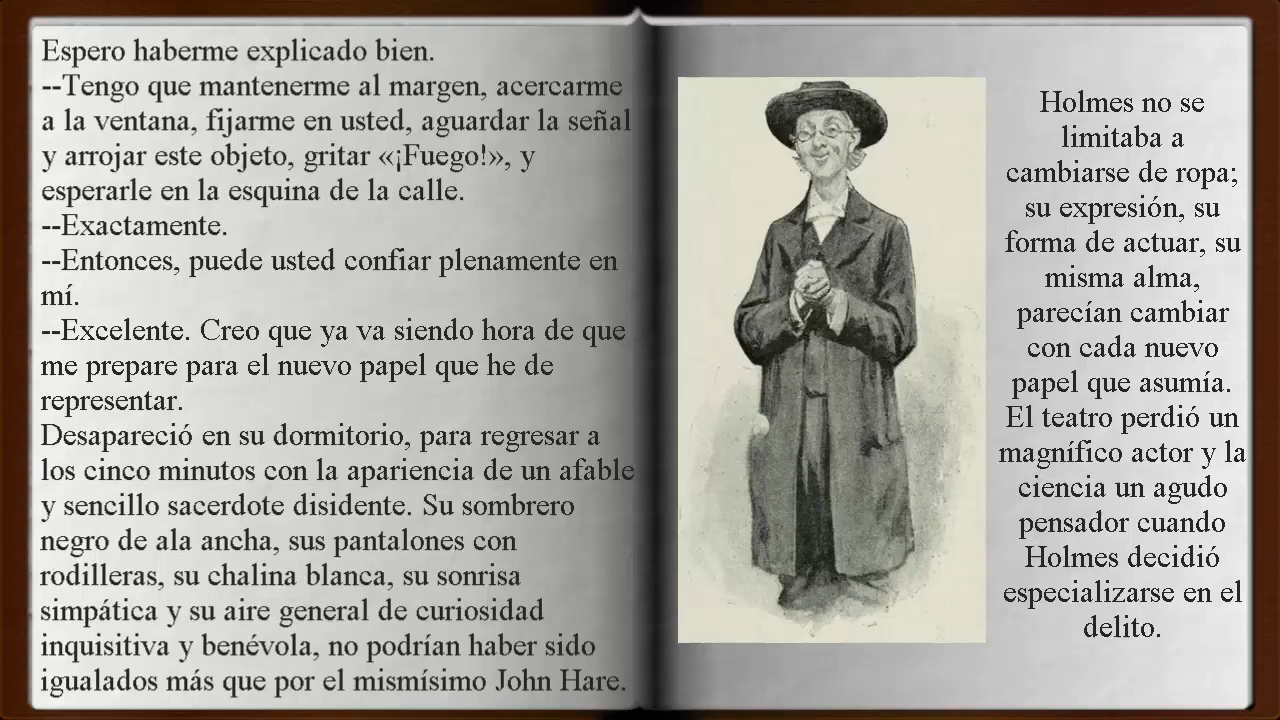 Espero haberme explicado bien.
--Tengo que mantenerme al margen, acercarme
a la ventana, fijarme en usted, aguardar la señal
y arrojar este objeto, gritar «¡Fuego!», y
esperarle en la esquina de la calle.
--Exactamente.
--Entonces, puede usted confiar plenamente en
mí.
--Excelente. Creo que ya va siendo hora de que
me prepare para el nuevo papel que he de
representar.
Desapareció en su dormitorio, para regresar a
los cinco minutos con la apariencia de un afable
y sencillo sacerdote disidente. Su sombrero
negro de ala ancha, sus pantalones con
rodilleras, su chalina blanca, su sonrisa
simpática y su aire general de curiosidad
inquisitiva y benévola, no podrían haber sido
igualados más que por el mismísimo John Hare.
Holmes no se
limitaba a
cambiarse de ropa;
su expresión, su
forma de actuar, su
misma alma,
parecían cambiar
con cada nuevo
papel que asumía.
El teatro perdió un
magnífico actor y la
ciencia un agudo
pensador cuando
Holmes decidió
especializarse en el
delito.